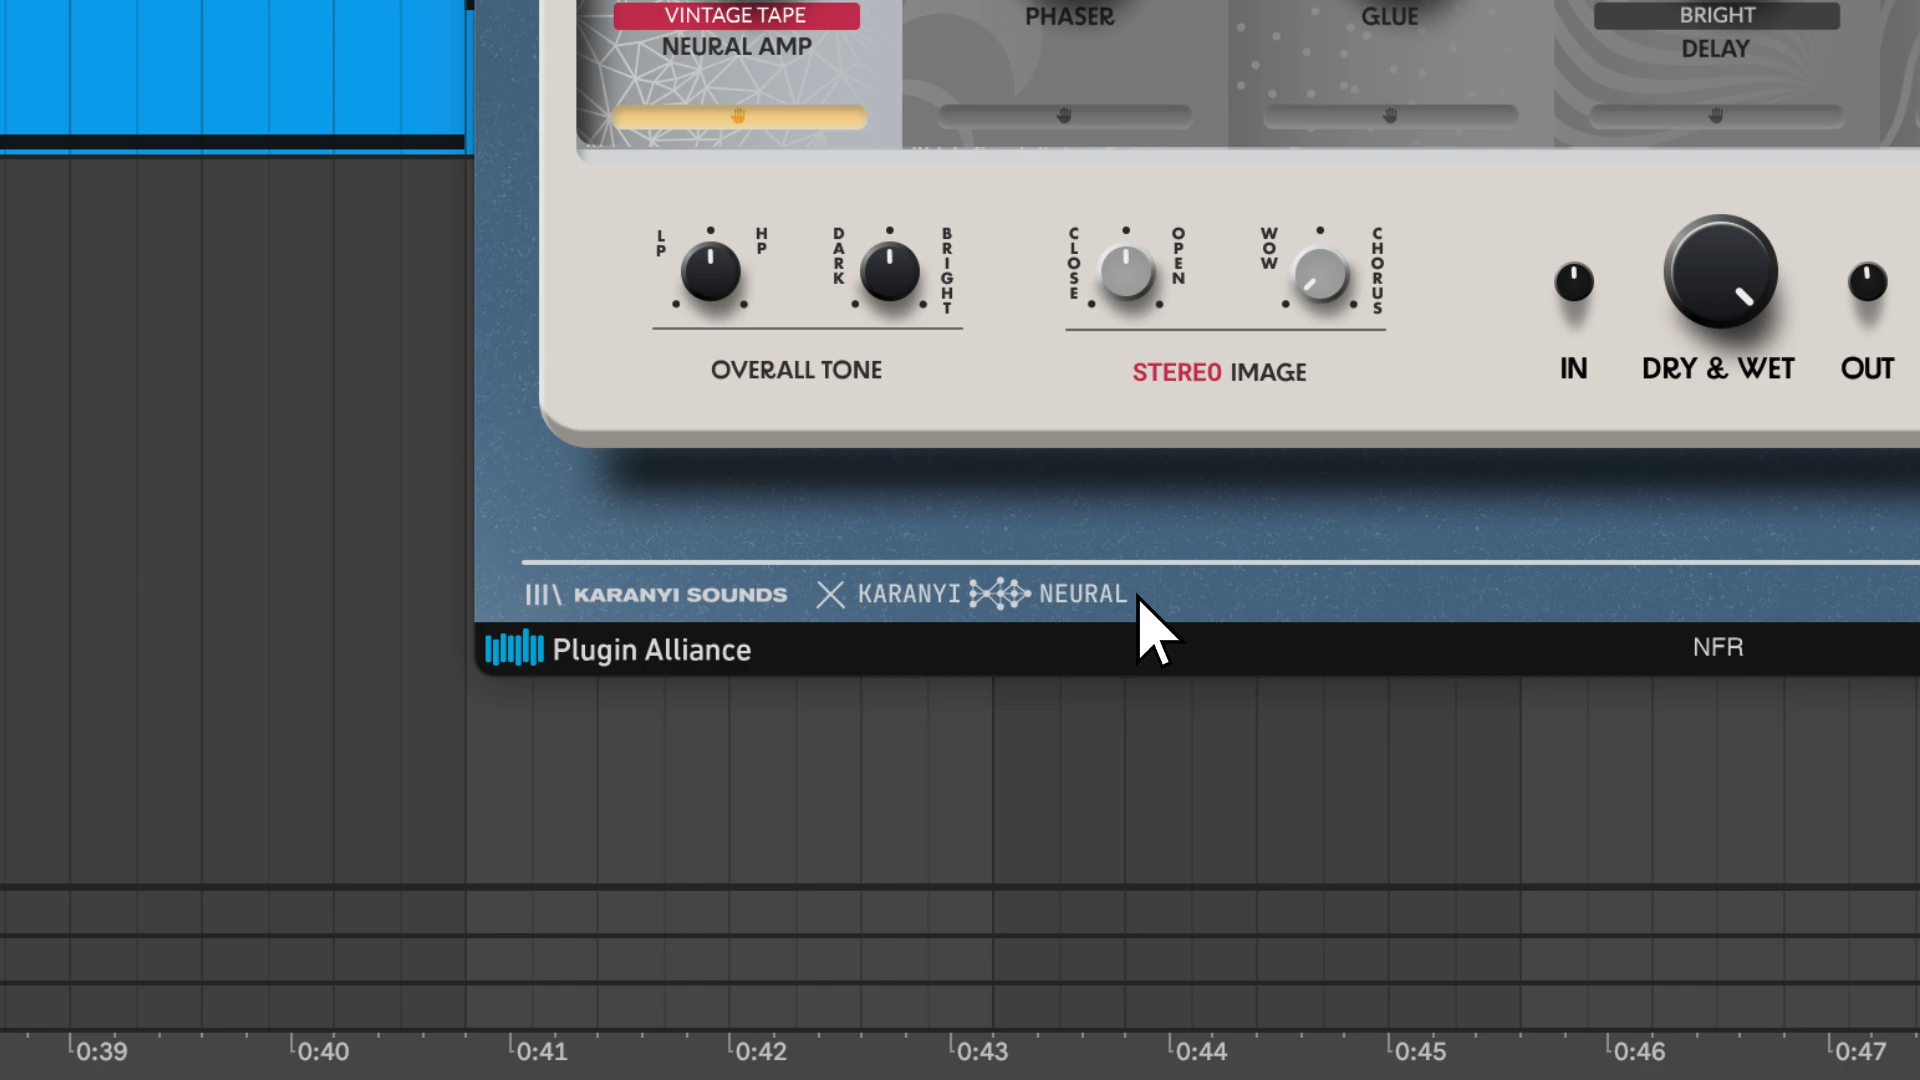 VINTAGE TAPE
NEURAL AMP
PHASER
GLUE
BRIGHT
DELAY
LP
HP
DARK
BRIGHT
CLOSE
OPEN
WOW
CHORUS
OVERALL TONE
STEREO IMAGE
IN
DRY & WET
OUT
KARANYI SOUNDS
KARANYI NEURAL
Plugin Alliance
NFR
0:39
0:40
0:41
0:42
0:43
0:44
0:45
0:46
0:47